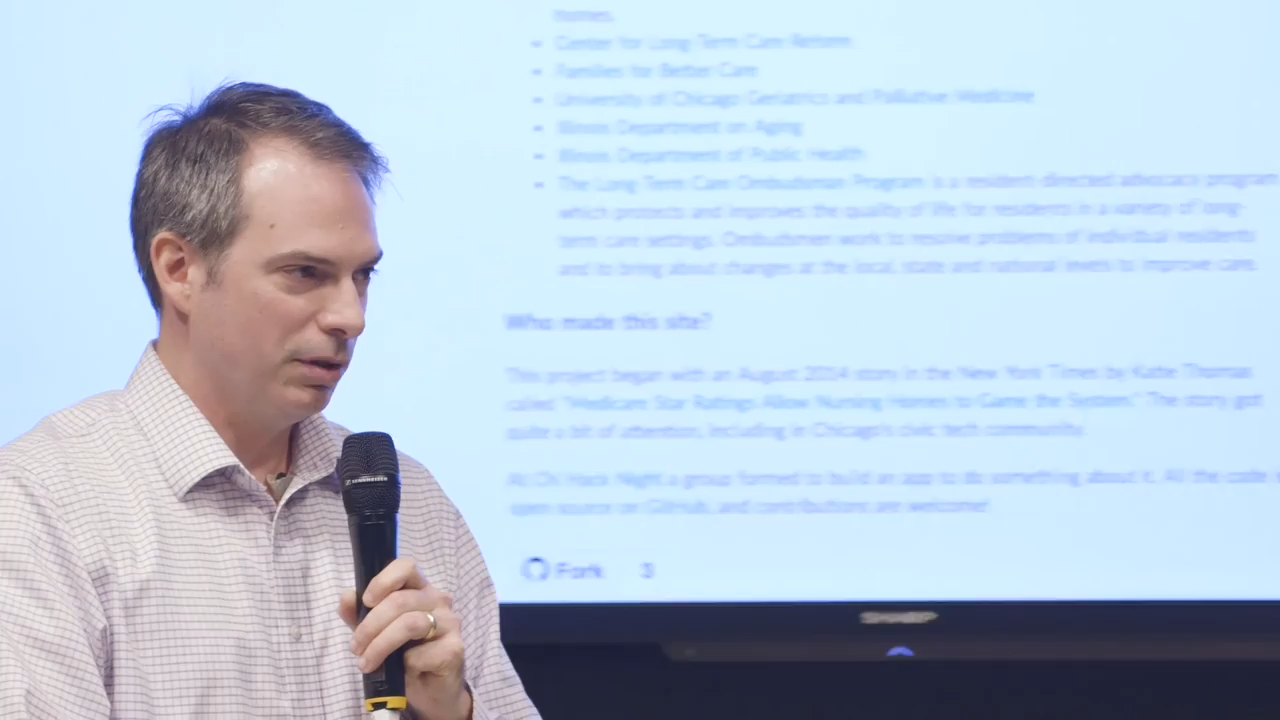 homes.
• Center for Long Term Care Reform
• Families for Better Care
• University of Chicago Geriatrics and Palliative Medicine
• Illinois Department on Aging
• Illinois Department of Public Health
• The Long Term Care Ombudsman Program is a resident directed advocacy program
which protects and improves the quality of life for residents in a variety of long-
term care settings. Ombudsmen work to resolve problems of individual residents
and to bring about changes at the local, state and national levels to improve care.
Who made this site?
This project began with an August 2014 story in the New York Times by Katie Thomas
called "Medicare Star Ratings Allow Nursing Homes to Game the System." The story got
quite a bit of attention, including in Chicago's civic tech community.
At Chi Hack Night a group formed to build an app to do something about it. All the code is
open source on GitHub, and contributions are welcome!
Fork 3
SENNHEISER
SHARP